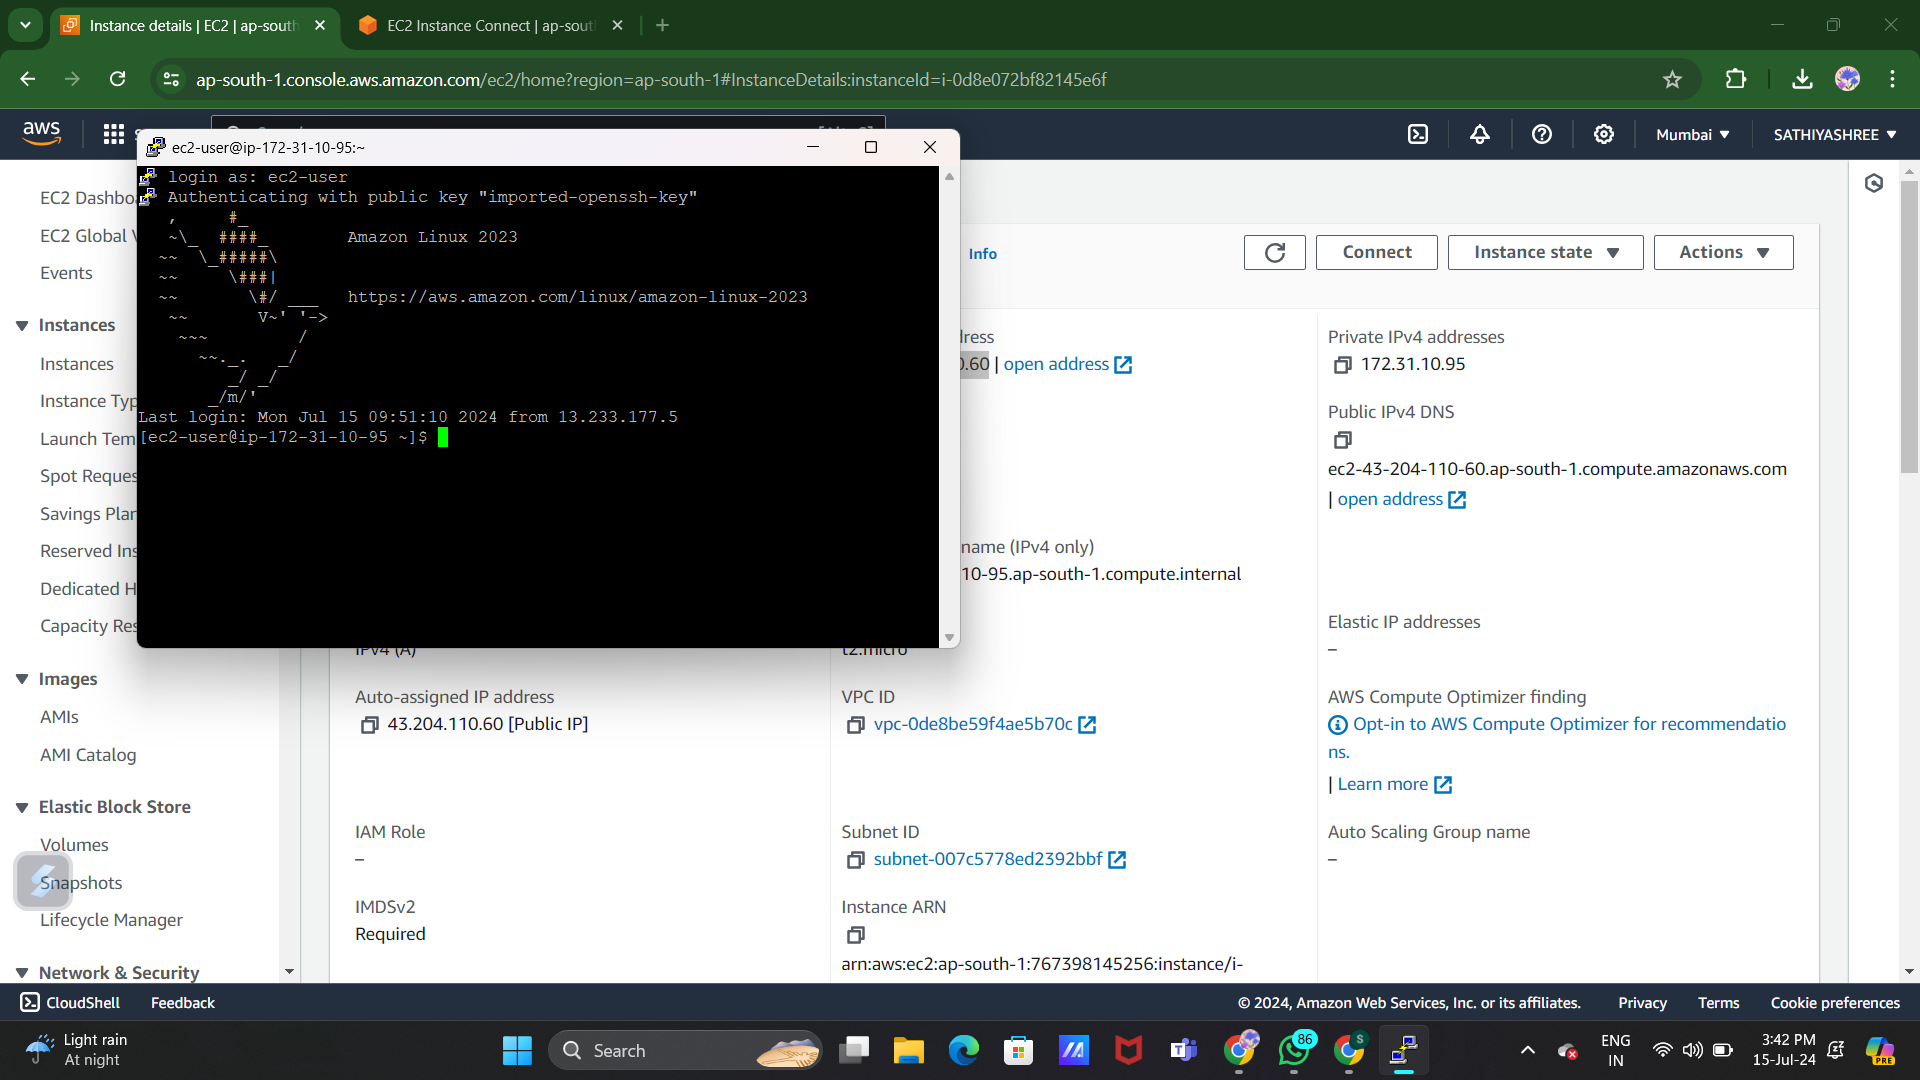 Instance details | EC2 | ap-sout
EC2 Instance Connect | ap-sout
ap-south-1.console.aws.amazon.com/ec2/home?region=ap-south-1#InstanceDetails:instanceId=i-0d8e072bf82145e6f
aws
Mumbai
SATHIYASHREE
ec2-user@ip-172-31-10-95:~
login as: ec2-user
Authenticating with public key "imported-openssh-key"
   ,     #_
   ~\_  ####_        Amazon Linux 2023
  ~~  \_#####\
  ~~     \###|
  ~~       \#/ ___   https://aws.amazon.com/linux/amazon-linux-2023
   ~~       V~' '->
    ~~~         /
      ~~._.   _/
         _/ _/
       _/m/'
Last login: Mon Jul 15 09:51:10 2024 from 13.233.177.5
[ec2-user@ip-172-31-10-95 ~]$
EC2 Dashbo
EC2 Global
Events
Instances
Instances
Instance Typ
Launch Tem
Spot Reques
Savings Plan
Reserved Ins
Dedicated H
Capacity Res
Images
AMIs
AMI Catalog
Elastic Block Store
Volumes
Snapshots
Lifecycle Manager
Network & Security
Info
Connect
Instance state
Actions
dress
0.60 | open address
Private IPv4 addresses
172.31.10.95
Public IPv4 DNS
ec2-43-204-110-60.ap-south-1.compute.amazonaws.com
| open address
name (IPv4 only)
10-95.ap-south-1.compute.internal
Elastic IP addresses
–
IPv4 (A)
t2.micro
Auto-assigned IP address
43.204.110.60 [Public IP]
VPC ID
vpc-0de8be59f4ae5b70c
AWS Compute Optimizer finding
Opt-in to AWS Compute Optimizer for recommendatio
ns.
| Learn more
IAM Role
–
Subnet ID
subnet-007c5778ed2392bbf
Auto Scaling Group name
–
IMDSv2
Required
Instance ARN
arn:aws:ec2:ap-south-1:767398145256:instance/i-
CloudShell
Feedback
© 2024, Amazon Web Services, Inc. or its affiliates.
Privacy
Terms
Cookie preferences
Light rain
At night
Search
86
S
ENG
IN
3:42 PM
15-Jul-24
PRE